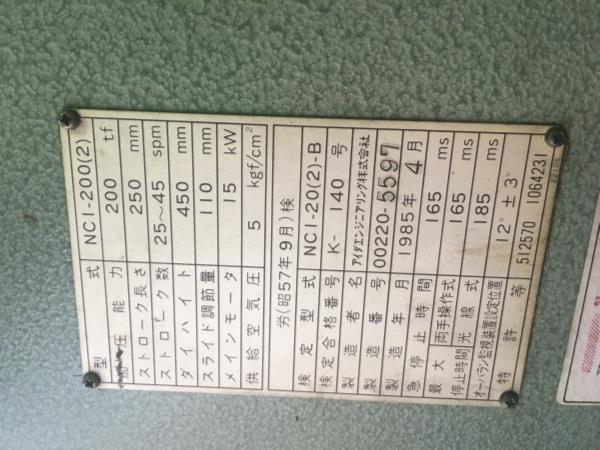 型式 NC1-200(2)
加圧能力 200 tf
ストローク長さ 250 mm
ストローク数 25～45 spm
ダイハイト 450 mm
スライド調節量 110 mm
メインモータ 15 kW
供給空気圧 5 kgf/cm²
労(昭57年9月)検
検定型式 NC1-20(2)-B
検定合格番号 K- 140 号
製造者名 アイダエンジニアリング株式会社
製造番号 00220-5597
製造年月 1985年 4月
急停止時間 165 ms
最大停止時間 両手操作式 165 ms
光線式 185 ms
オーバラン監視装置設定位置 12°±3°
特許等 512570 1064231